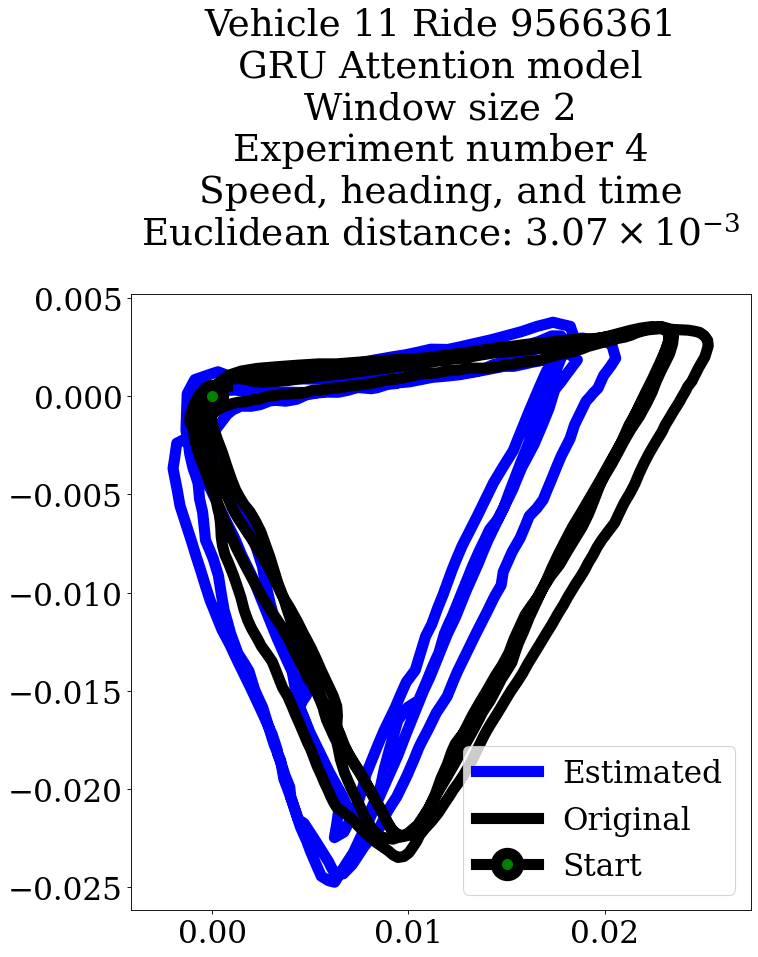 Vehicle 11 Ride 9566361
GRU Attention model
Window size 2
Experiment number 4
Speed, heading, and time
Euclidean distance: 3.07 × 10⁻³
0.005
0.000
−0.005
−0.010
−0.015
−0.020
−0.025
0.00 0.01 0.02
Estimated
Original
Start